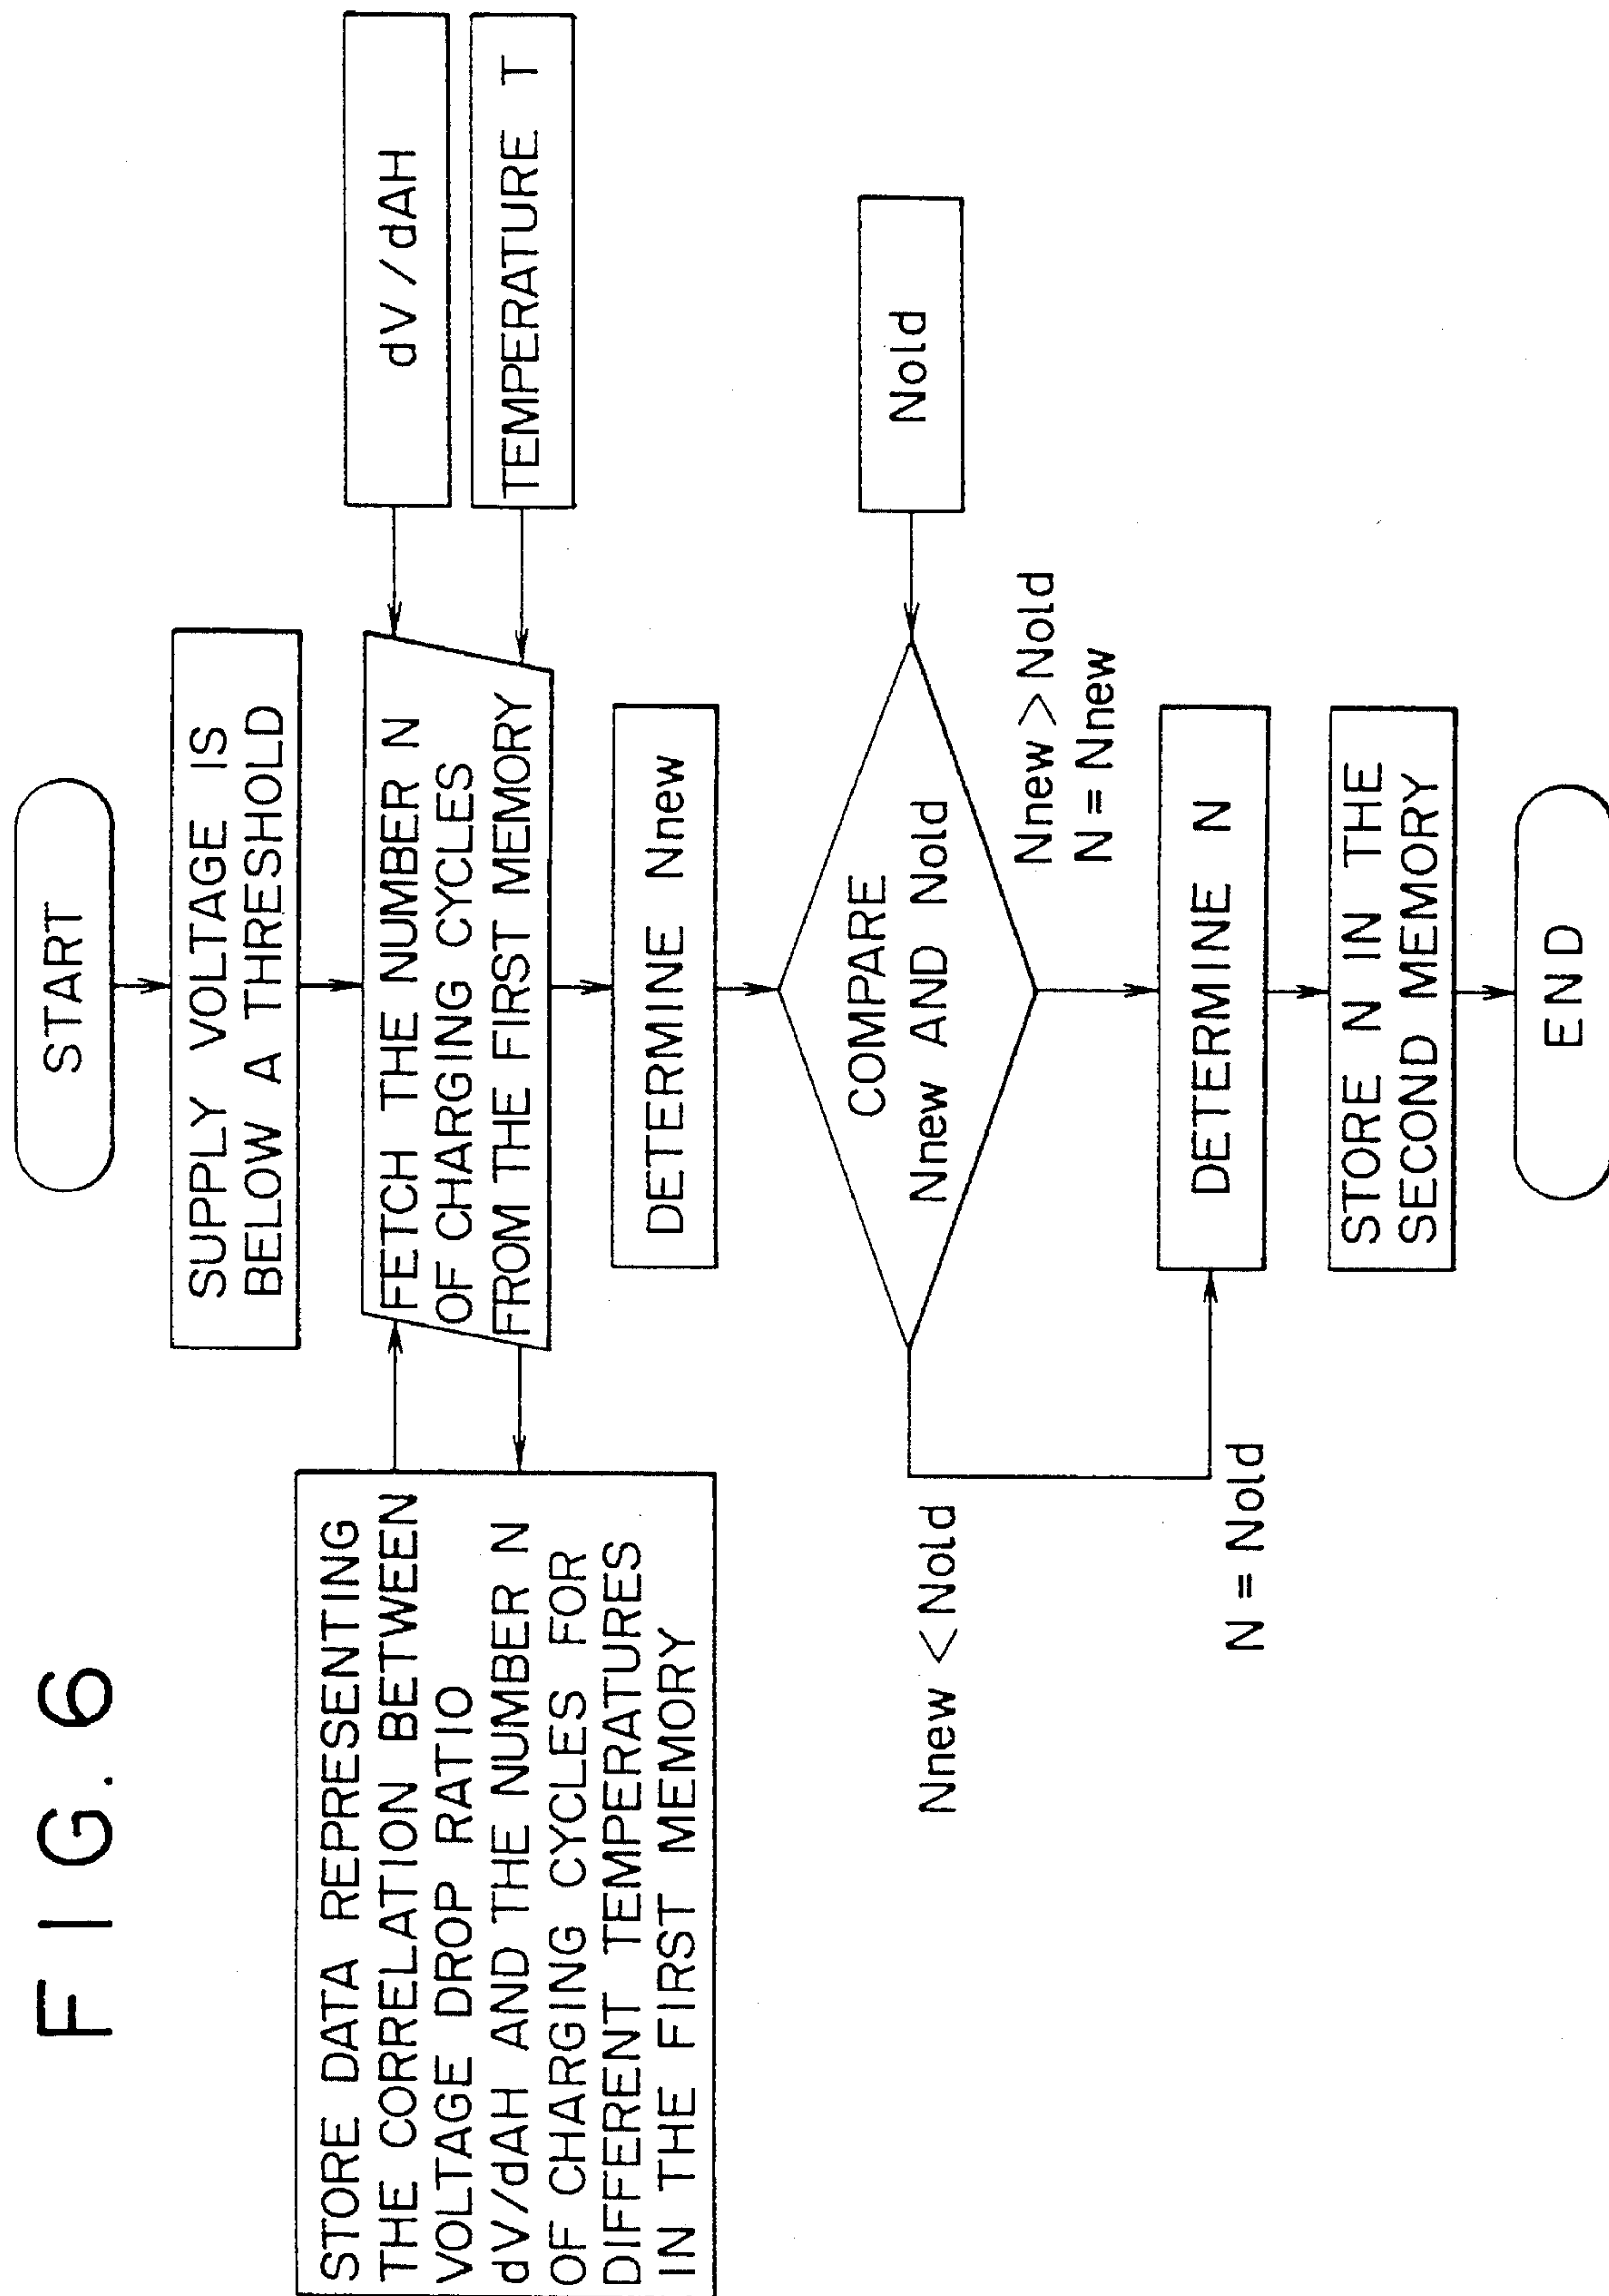 FIG. 6
START
SUPPLY VOLTAGE IS
BELOW A THRESHOLD
STORE DATA REPRESENTING
THE CORRELATION BETWEEN
VOLTAGE DROP RATIO
dV/dAH AND THE NUMBER N
OF CHARGING CYCLES FOR
DIFFERENT TEMPERATURES
IN THE FIRST MEMORY
FETCH THE NUMBER N
OF CHARGING CYCLES
FROM THE FIRST MEMORY
dV/dAH
TEMPERATURE T
DETERMINE Nnew
COMPARE
Nnew AND Nold
Nold
Nnew < Nold
N = Nold
Nnew > Nold
N = Nnew
DETERMINE N
STORE N IN THE
SECOND MEMORY
END